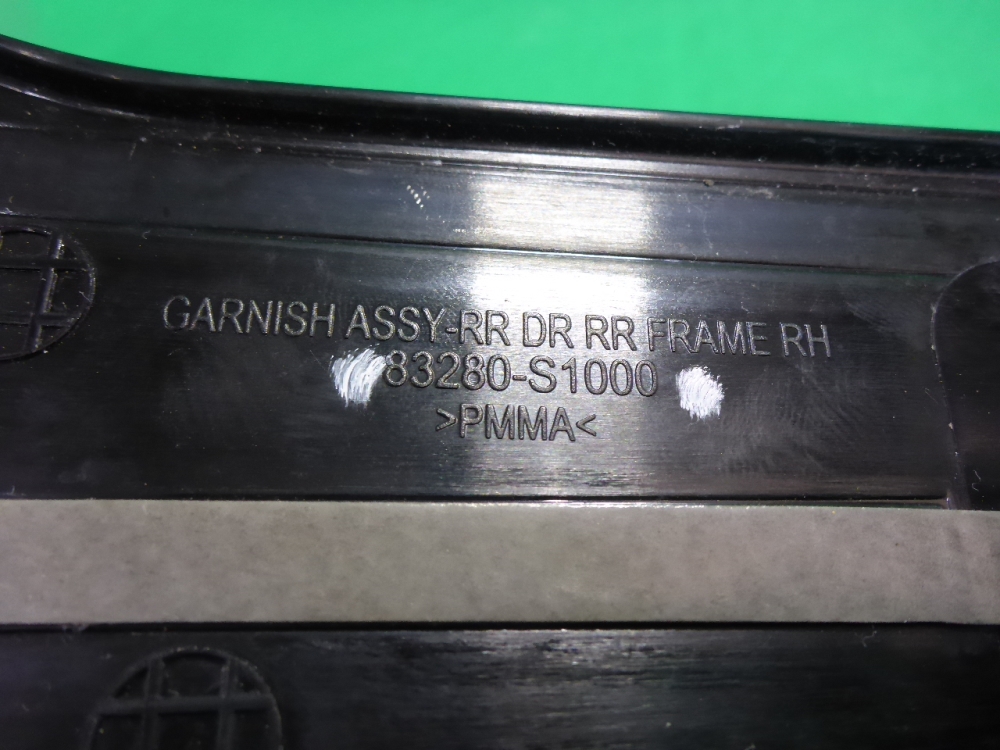 GARNISH ASSY-RR DR RR FRAME RH
83280-S1000
>PMMA<